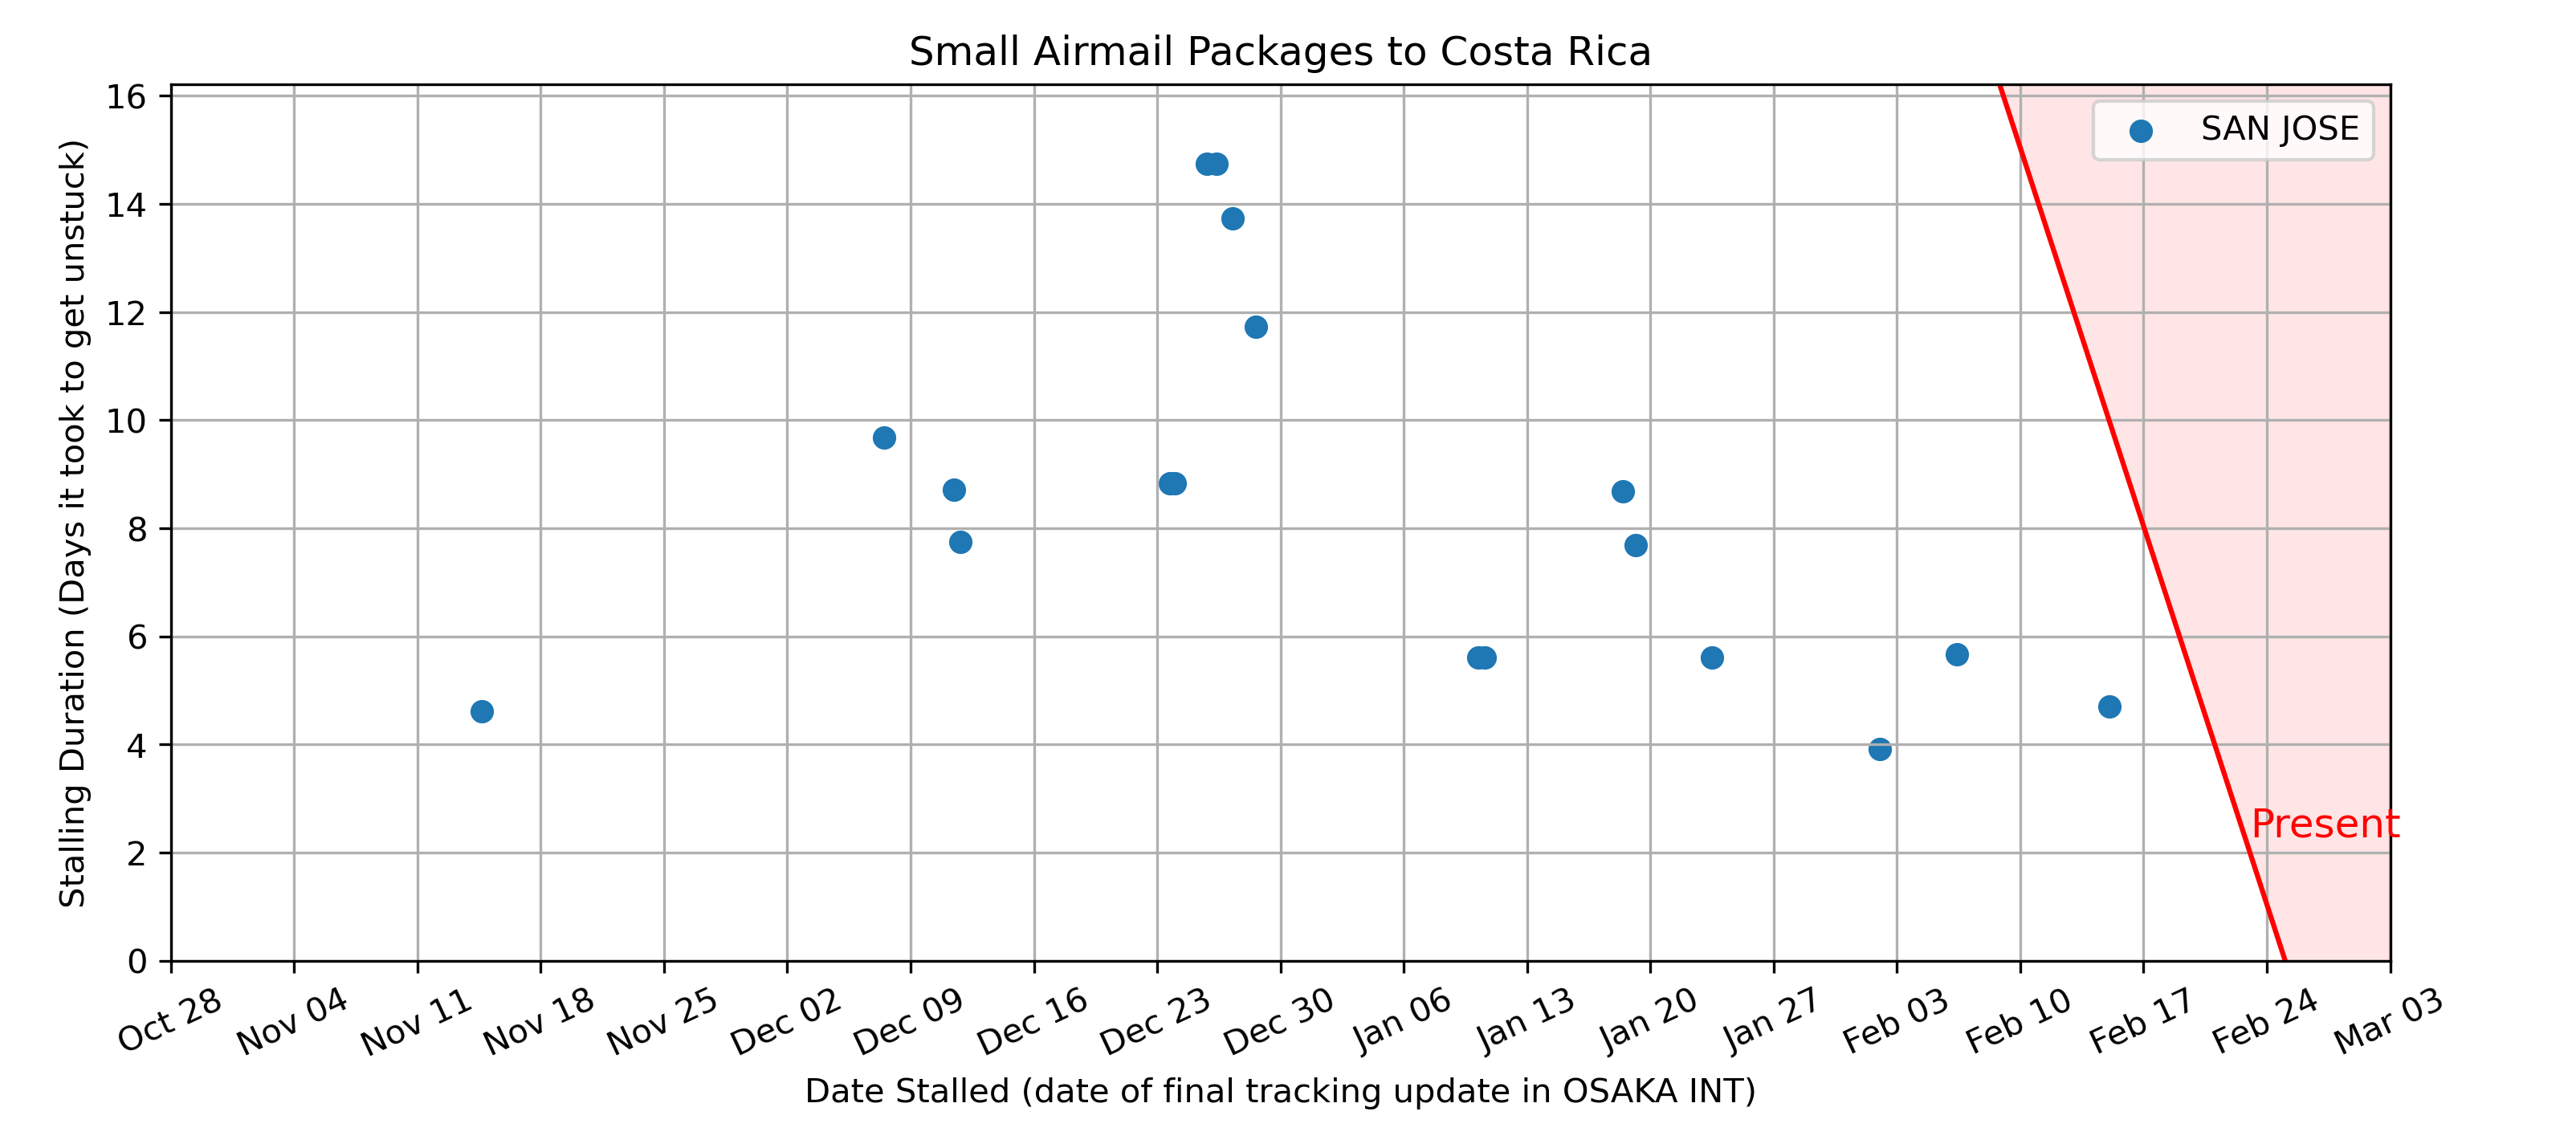 Small Airmail Packages to Costa Rica
SAN JOSE
Present
Stalling Duration (Days it took to get unstuck)
16
14
12
10
8
6
4
2
0
Oct 28 Nov 04 Nov 11 Nov 18 Nov 25 Dec 02 Dec 09 Dec 16 Dec 23 Dec 30 Jan 06 Jan 13 Jan 20 Jan 27 Feb 03 Feb 10 Feb 17 Feb 24 Mar 03
Date Stalled (date of final tracking update in OSAKA INT)